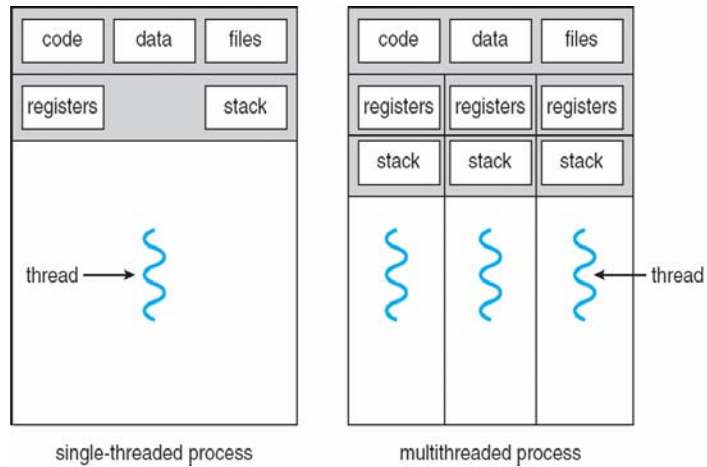 code data files
registers stack
thread
single-threaded process
code data files
registers registers registers
stack stack stack
thread
multithreaded process